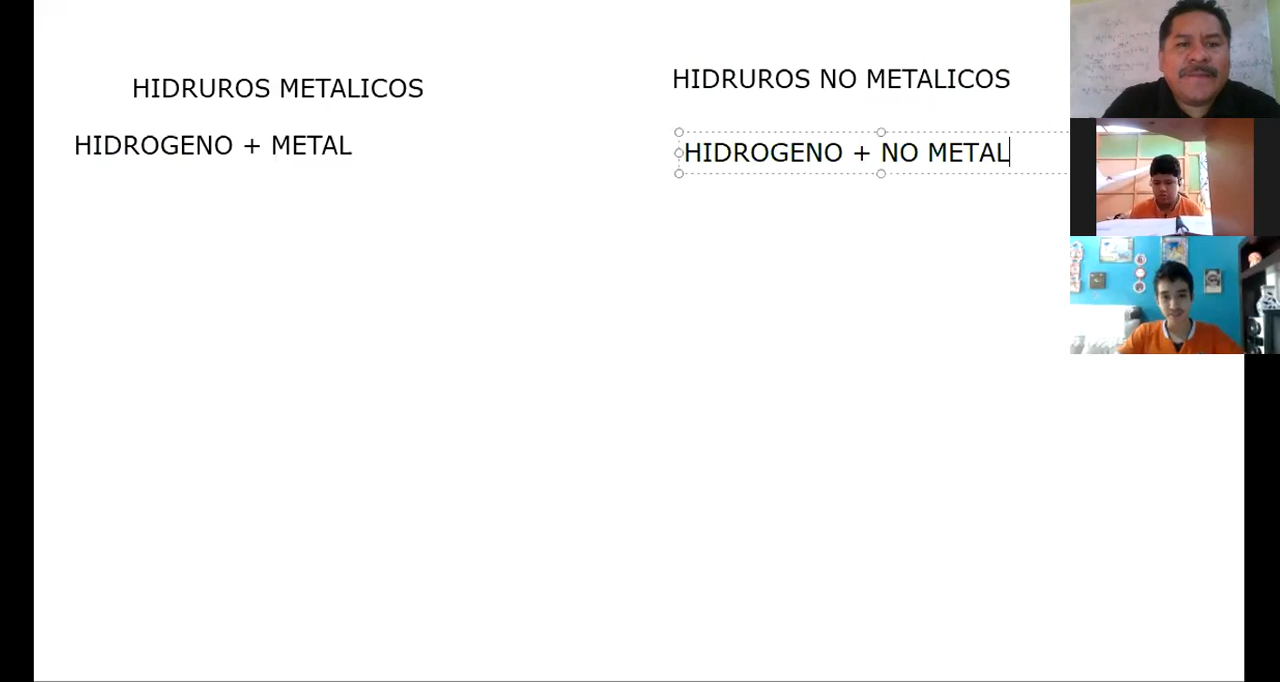 HIDRUROS METALICOS
HIDROGENO + METAL
HIDRUROS NO METALICOS
HIDROGENO + NO METAL